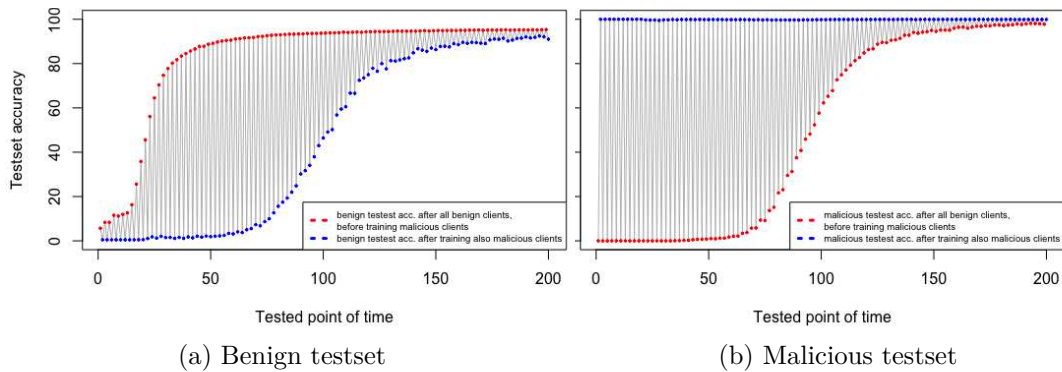 100
80
60
40
20
0
Testset accuracy
benign testest acc. after all benign clients,
before training malicious clients
benign testest acc. after training also malicious clients
0
50
100
150
200
Tested point of time
(a) Benign testset
malicious testest acc. after all benign clients,
before training malicious clients
malicious testest acc. after training also malicious clients
0
50
100
150
200
Tested point of time
(b) Malicious testset